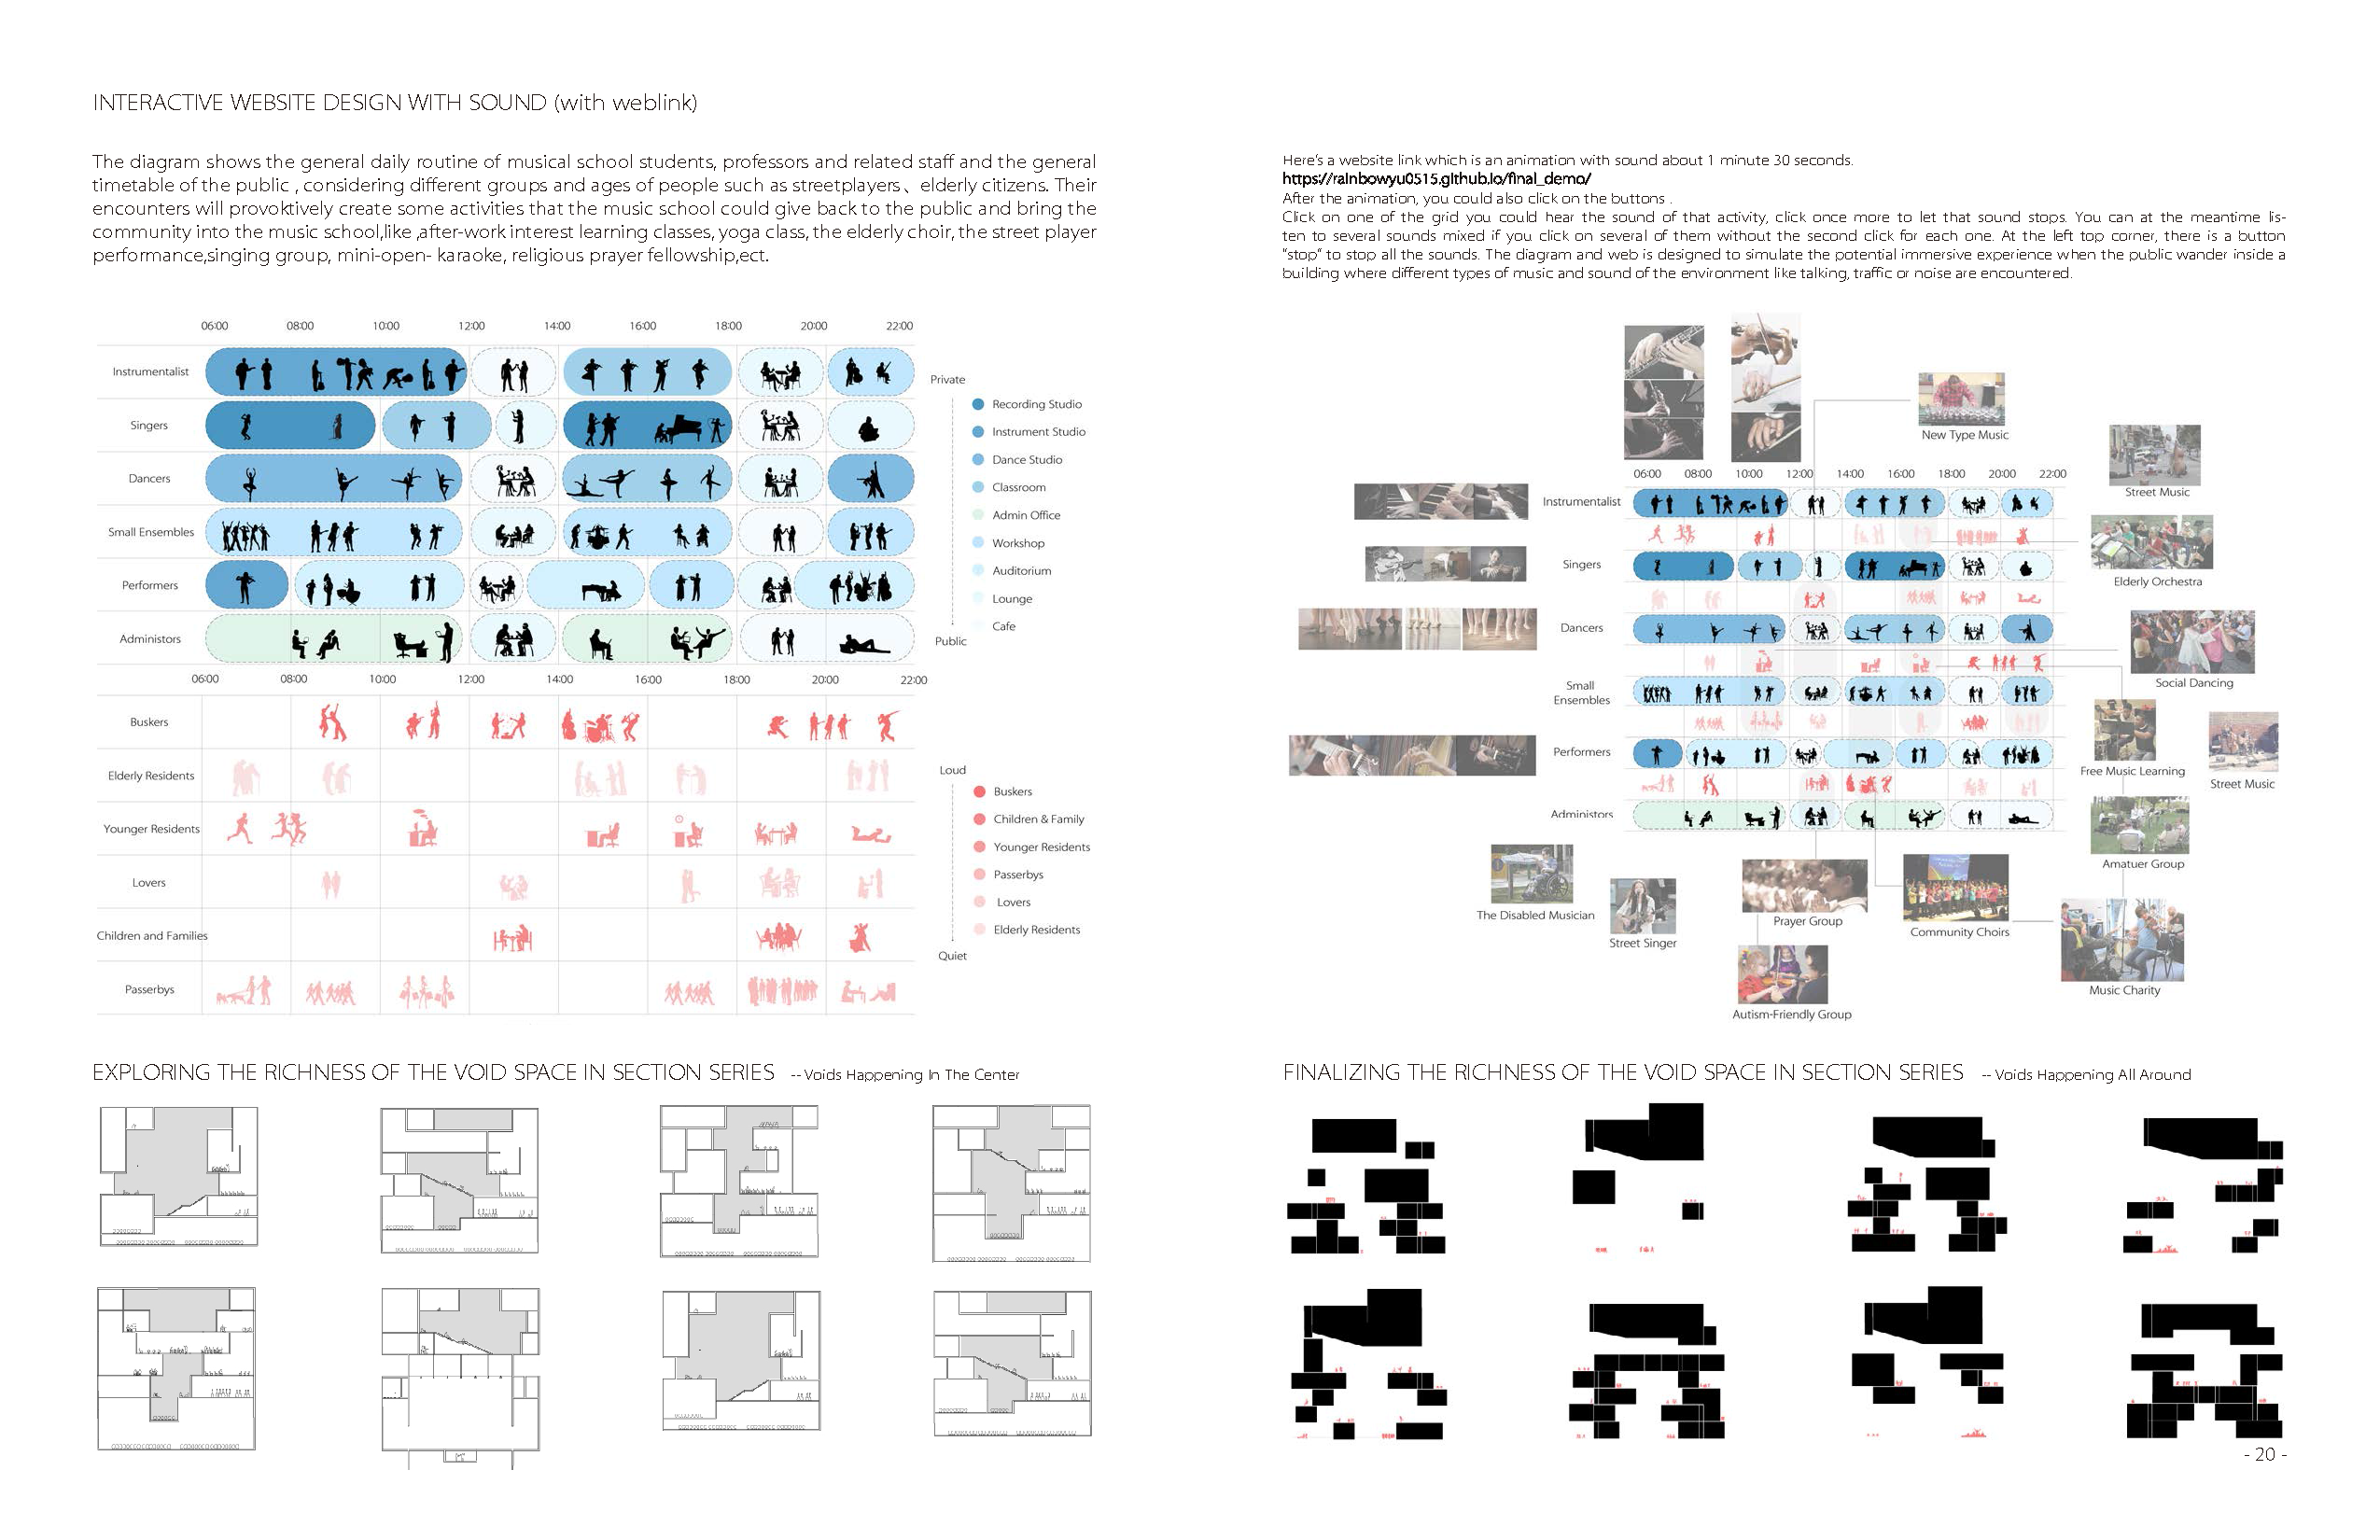 INTERACTIVE WEBSITE DESIGN WITH SOUND (with weblink)
The diagram shows the general daily routine of musical school students, professors and related staff and the general
timetable of the public , considering different groups and ages of people such as streetplayers、elderly citizens. Their
encounters will provoktively create some activities that the music school could give back to the public and bring the
community into the music school,like ,after-work interest learning classes, yoga class, the elderly choir, the street player
performance,singing group, mini-open- karaoke, religious prayer fellowship,ect.
06:00 08:00 10:00 12:00 14:00 16:00 18:00 20:00 22:00
Instrumentalist
Singers
Dancers
Small Ensembles
Performers
Administors
Private
Recording Studio
Instrument Studio
Dance Studio
Classroom
Admin Office
Workshop
Auditorium
Lounge
Cafe
Public
06:00 08:00 10:00 12:00 14:00 16:00 18:00 20:00 22:00
Buskers
Elderly Residents
Younger Residents
Lovers
Children and Families
Passerbys
Loud
Buskers
Children & Family
Younger Residents
Passerbys
Lovers
Elderly Residents
Quiet
EXPLORING THE RICHNESS OF THE VOID SPACE IN SECTION SERIES -- Voids Happening In The Center
Here's a website link which is an animation with sound about 1 minute 30 seconds.
https://rainbowyu0515.github.io/final_demo/
After the animation, you could also click on the buttons .
Click on one of the grid you could hear the sound of that activity, click once more to let that sound stops. You can at the meantime lis-
ten to several sounds mixed if you click on several of them without the second click for each one. At the left top corner, there is a button
"stop" to stop all the sounds. The diagram and web is designed to simulate the potential immersive experience when the public wander inside a
building where different types of music and sound of the environment like talking, traffic or noise are encountered.
New Type Music
Street Music
06:00 08:00 10:00 12:00 14:00 16:00 18:00 20:00 22:00
Instrumentalist
Singers
Dancers
Small
Ensembles
Performers
Administors
Elderly Orchestra
Social Dancing
Free Music Learning
Street Music
Amatuer Group
The Disabled Musician
Street Singer
Prayer Group
Community Choirs
Music Charity
Autism-Friendly Group
FINALIZING THE RICHNESS OF THE VOID SPACE IN SECTION SERIES -- Voids Happening All Around
- 20 -